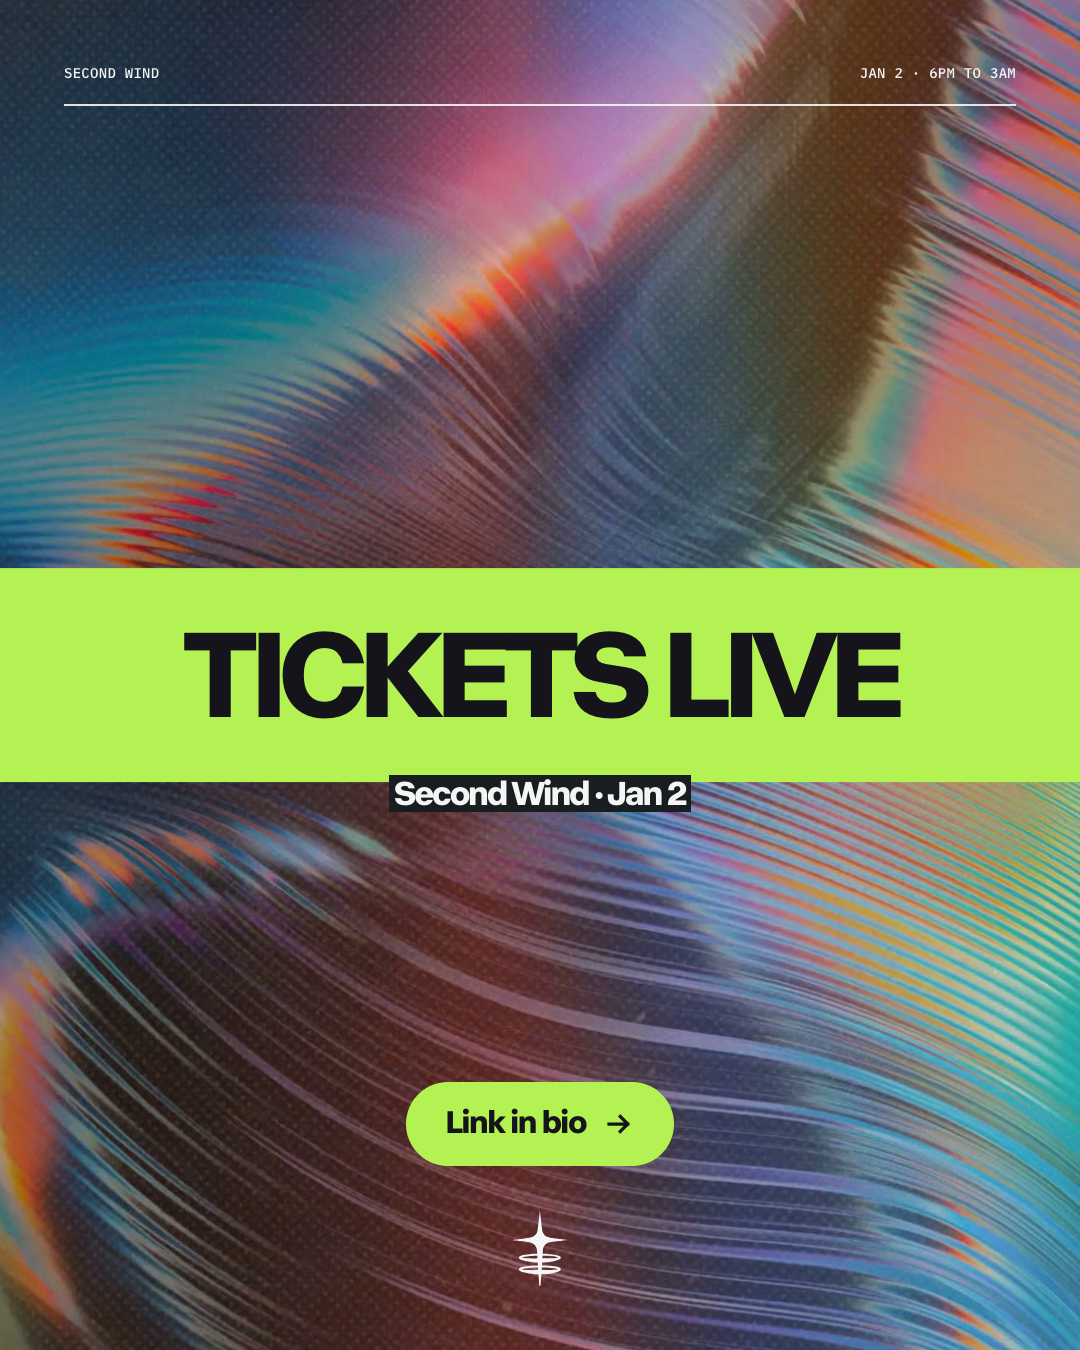 SECOND WIND
JAN 2 · 6PM TO 3AM
TICKETS LIVE
Second Wind · Jan 2
Link in bio →